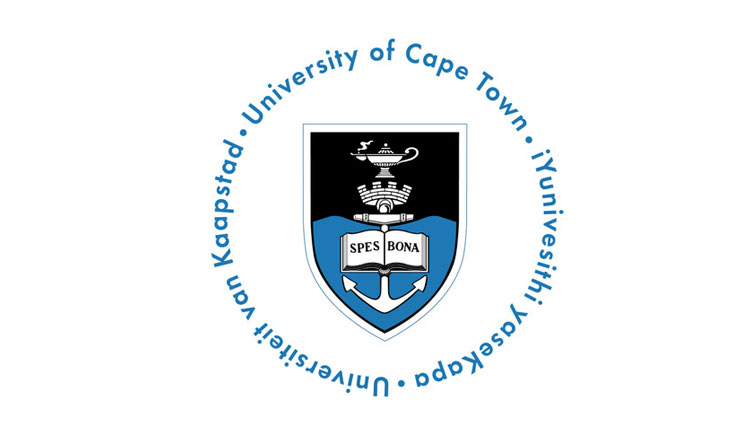 University of Cape Town • iYunivesithi yaseKapa • Universiteit van Kaapstad •
SPES BONA